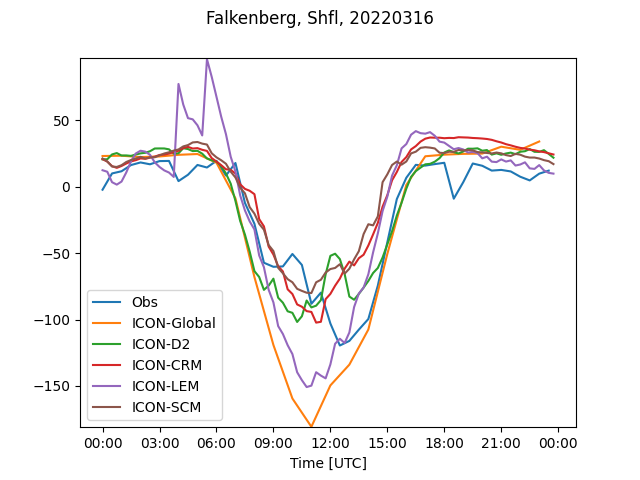 Falkenberg, Shfl, 20220316
50
0
−50
−100
−150
Obs
ICON-Global
ICON-D2
ICON-CRM
ICON-LEM
ICON-SCM
00:00 03:00 06:00 09:00 12:00 15:00 18:00 21:00 00:00
Time [UTC]